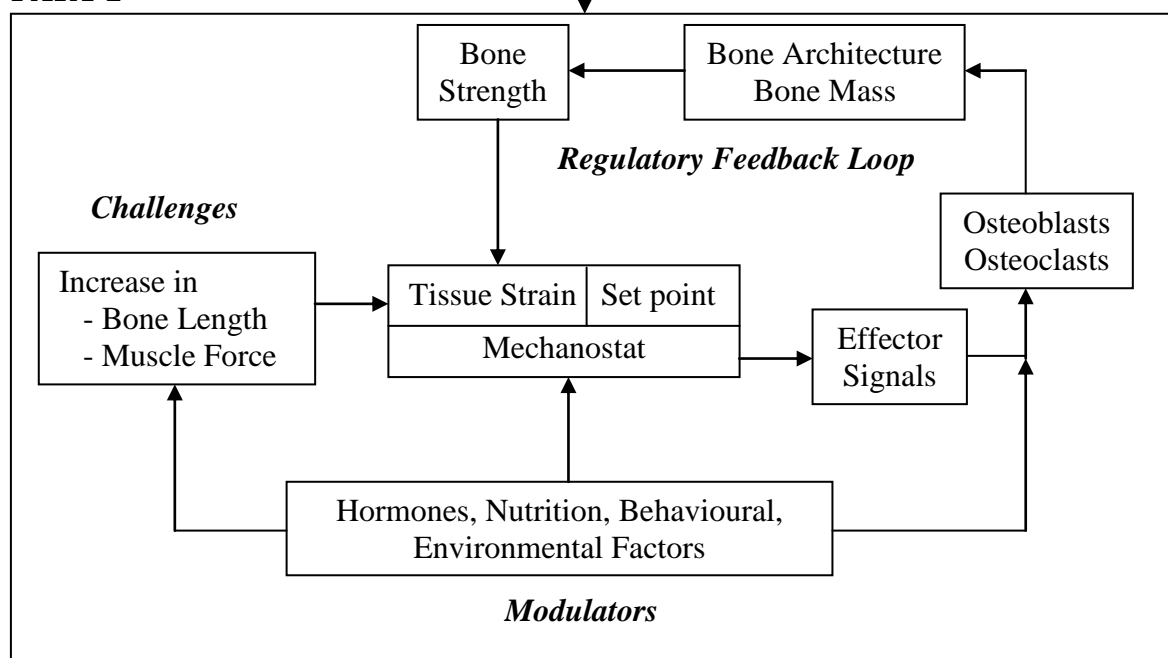 Bone
Strength
Bone Architecture
Bone Mass
Regulatory Feedback Loop
Challenges
Osteoblasts
Osteoclasts
Increase in
- Bone Length
- Muscle Force
Tissue Strain
Set point
Mechanostat
Effector
Signals
Hormones, Nutrition, Behavioural,
Environmental Factors
Modulators